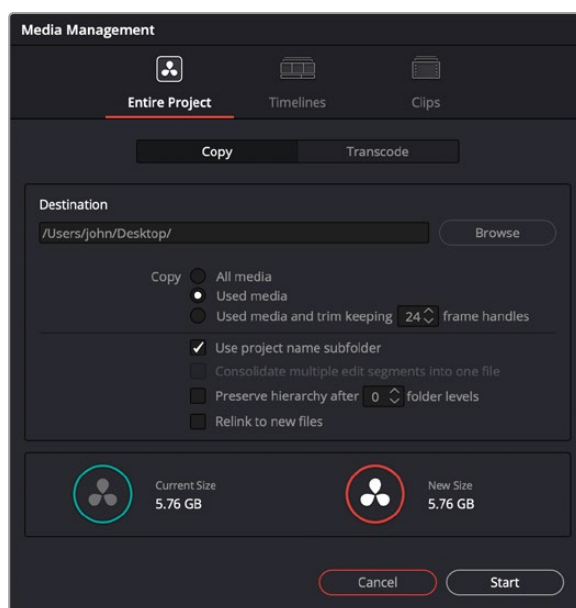 Media Management
Entire Project Timelines Clips
Copy Transcode
Destination
/Users/john/Desktop/ Browse
Copy All media
Used media
Used media and trim keeping 24 frame handles
Use project name subfolder
Consolidate multiple edit segments into one file
Preserve hierarchy after 0 folder levels
Relink to new files
Current Size New Size
5.76 GB 5.76 GB
Cancel Start